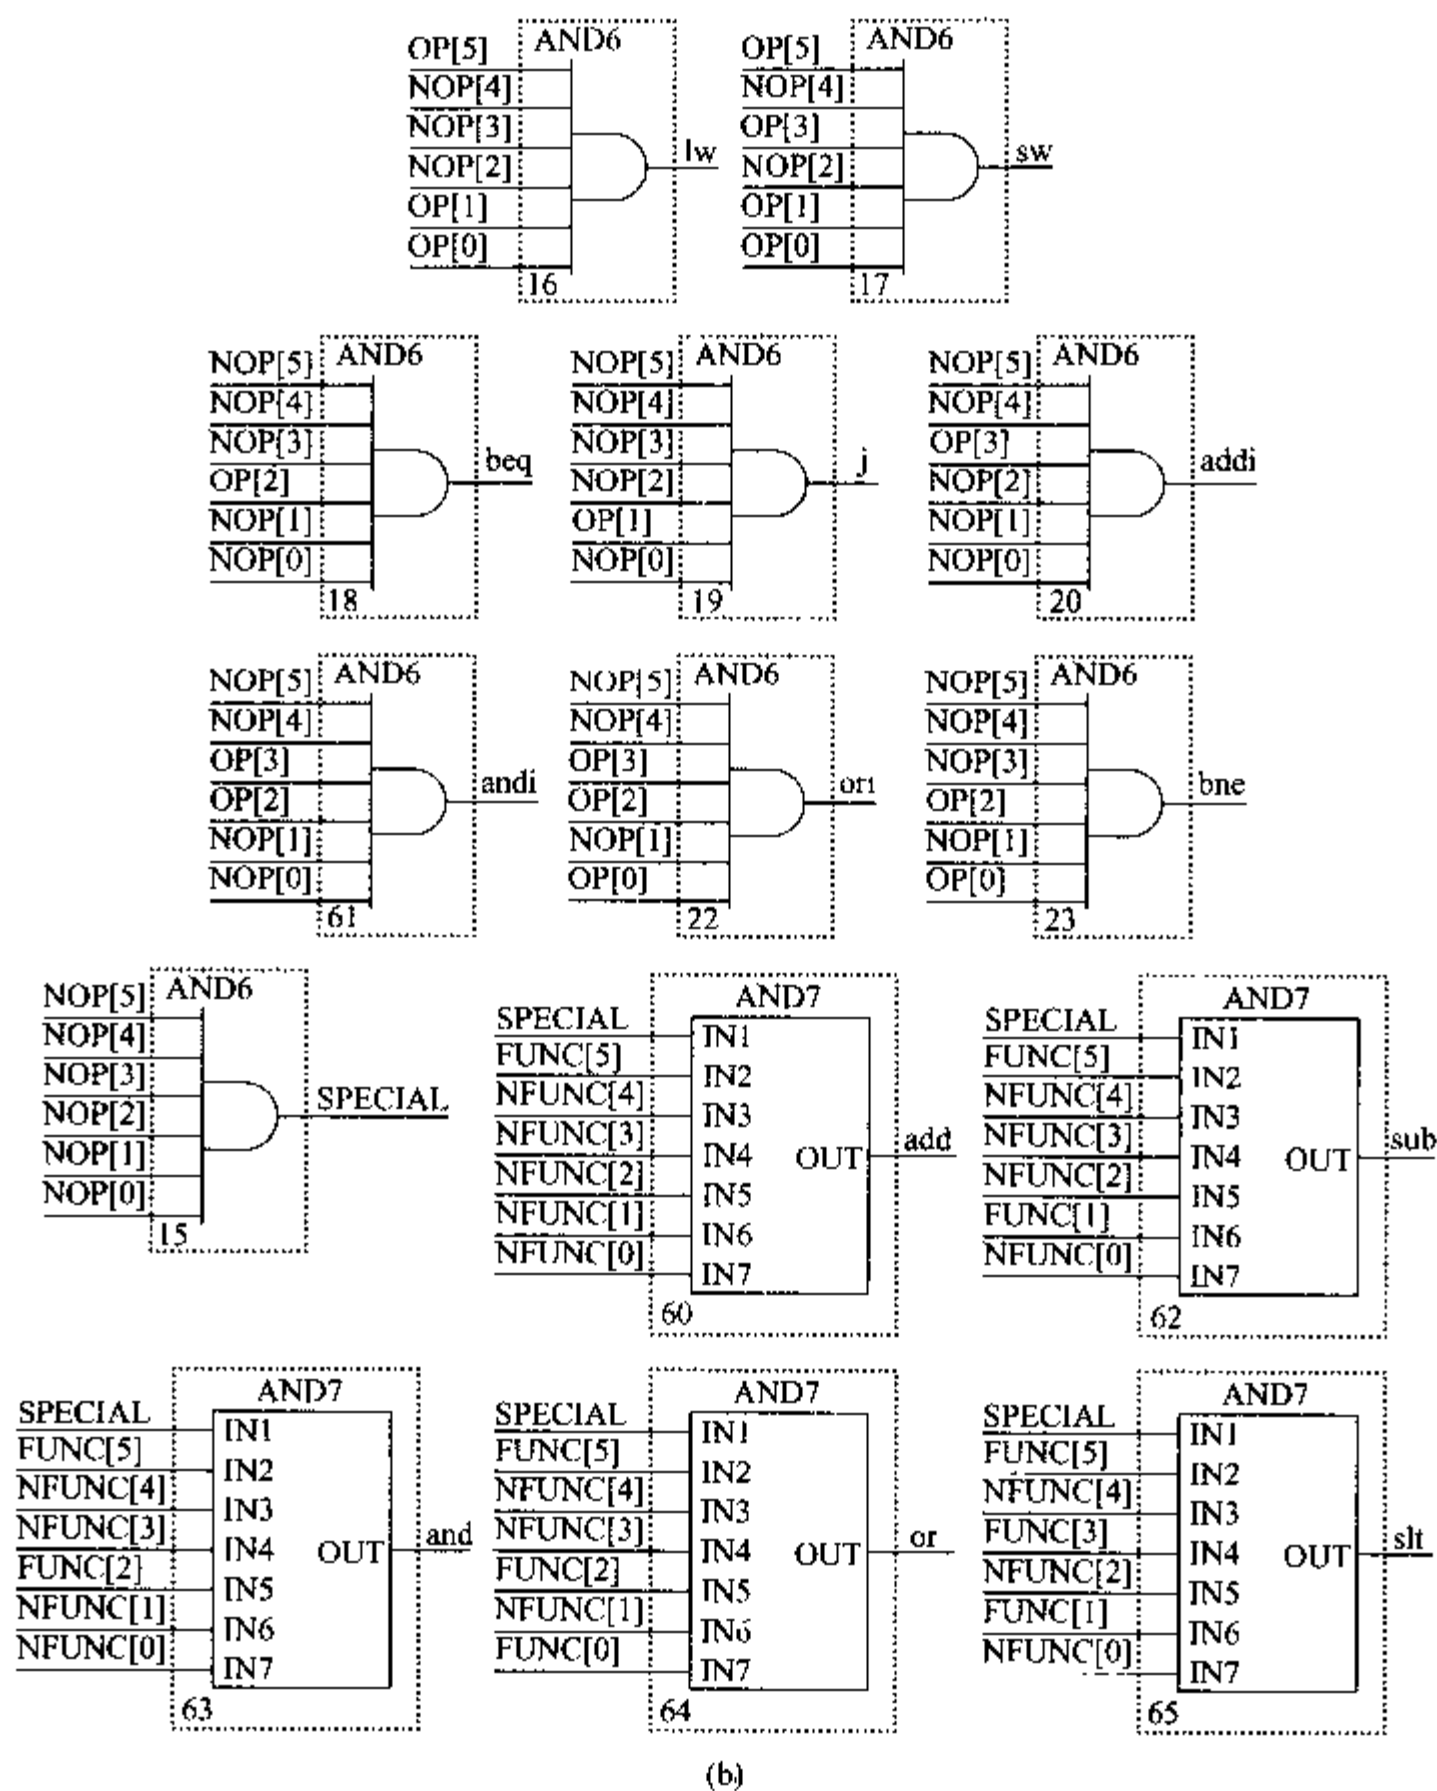 AND6
OP[5]
NOP[4]
NOP[3]
NOP[2]
OP[1]
OP[0]
lw
16
AND6
OP[5]
NOP[4]
OP[3]
NOP[2]
OP[1]
OP[0]
sw
17
AND6
NOP[5]
NOP[4]
NOP[3]
OP[2]
NOP[1]
NOP[0]
beq
18
AND6
NOP[5]
NOP[4]
NOP[3]
NOP[2]
OP[1]
NOP[0]
j
19
AND6
NOP[5]
NOP[4]
OP[3]
NOP[2]
NOP[1]
NOP[0]
addi
20
AND6
NOP[5]
NOP[4]
OP[3]
OP[2]
NOP[1]
NOP[0]
andi
61
AND6
NOP[5]
NOP[4]
OP[3]
OP[2]
NOP[1]
OP[0]
ori
22
AND6
NOP[5]
NOP[4]
NOP[3]
OP[2]
NOP[1]
OP[0]
bne
23
AND6
NOP[5]
NOP[4]
NOP[3]
NOP[2]
NOP[1]
NOP[0]
SPECIAL
15
AND7
SPECIAL IN1
FUNC[5] IN2
NFUNC[4] IN3
NFUNC[3] IN4
NFUNC[2] IN5
NFUNC[1] IN6
NFUNC[0] IN7
OUT add
60
AND7
SPECIAL IN1
FUNC[5] IN2
NFUNC[4] IN3
NFUNC[3] IN4
NFUNC[2] IN5
FUNC[1] IN6
NFUNC[0] IN7
OUT sub
62
AND7
SPECIAL IN1
FUNC[5] IN2
NFUNC[4] IN3
NFUNC[3] IN4
FUNC[2] IN5
NFUNC[1] IN6
NFUNC[0] IN7
OUT and
63
AND7
SPECIAL IN1
FUNC[5] IN2
NFUNC[4] IN3
NFUNC[3] IN4
FUNC[2] IN5
NFUNC[1] IN6
FUNC[0] IN7
OUT or
64
AND7
SPECIAL IN1
FUNC[5] IN2
NFUNC[4] IN3
FUNC[3] IN4
NFUNC[2] IN5
FUNC[1] IN6
NFUNC[0] IN7
OUT slt
65
(b)